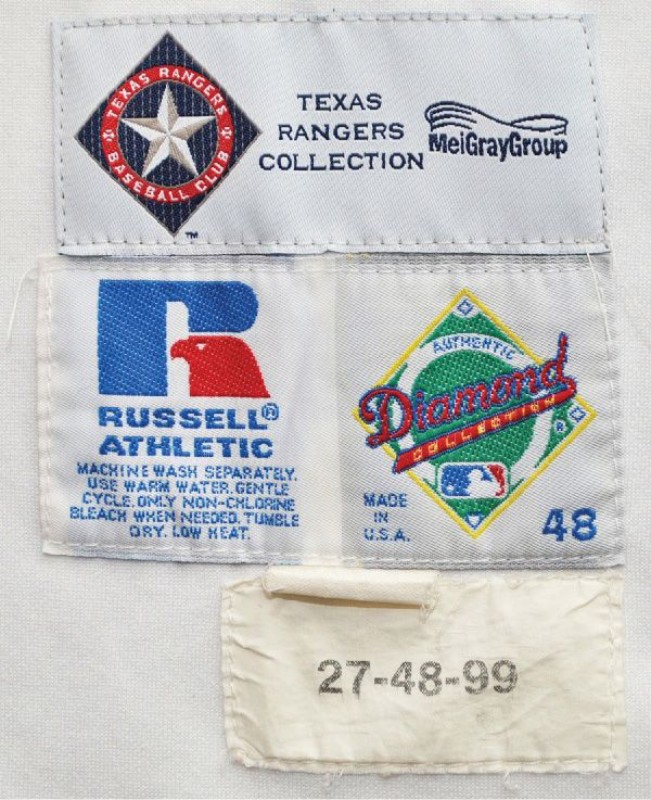 TEXAS RANGERS
BASEBALL CLUB
™
TEXAS
RANGERS
COLLECTION
MeiGrayGroup
RUSSELL®
ATHLETIC
MACHINE WASH SEPARATELY.
USE WARM WATER. GENTLE
CYCLE. ONLY NON-CHLORINE
BLEACH WHEN NEEDED. TUMBLE
DRY. LOW HEAT.
AUTHENTIC
Diamond
COLLECTION
®
MADE
IN
U.S.A.
48
27-48-99